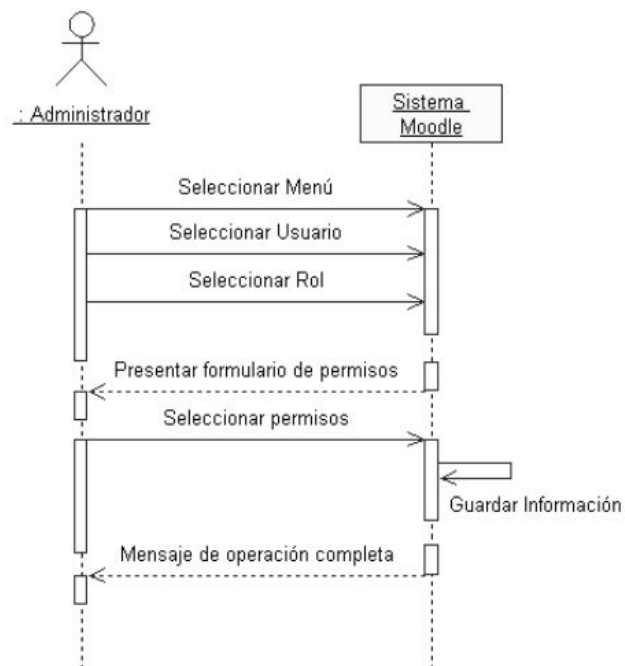 : Administrador
Sistema
Moodle
Seleccionar Menú
Seleccionar Usuario
Seleccionar Rol
Presentar formulario de permisos
Seleccionar permisos
Guardar Información
Mensaje de operación completa